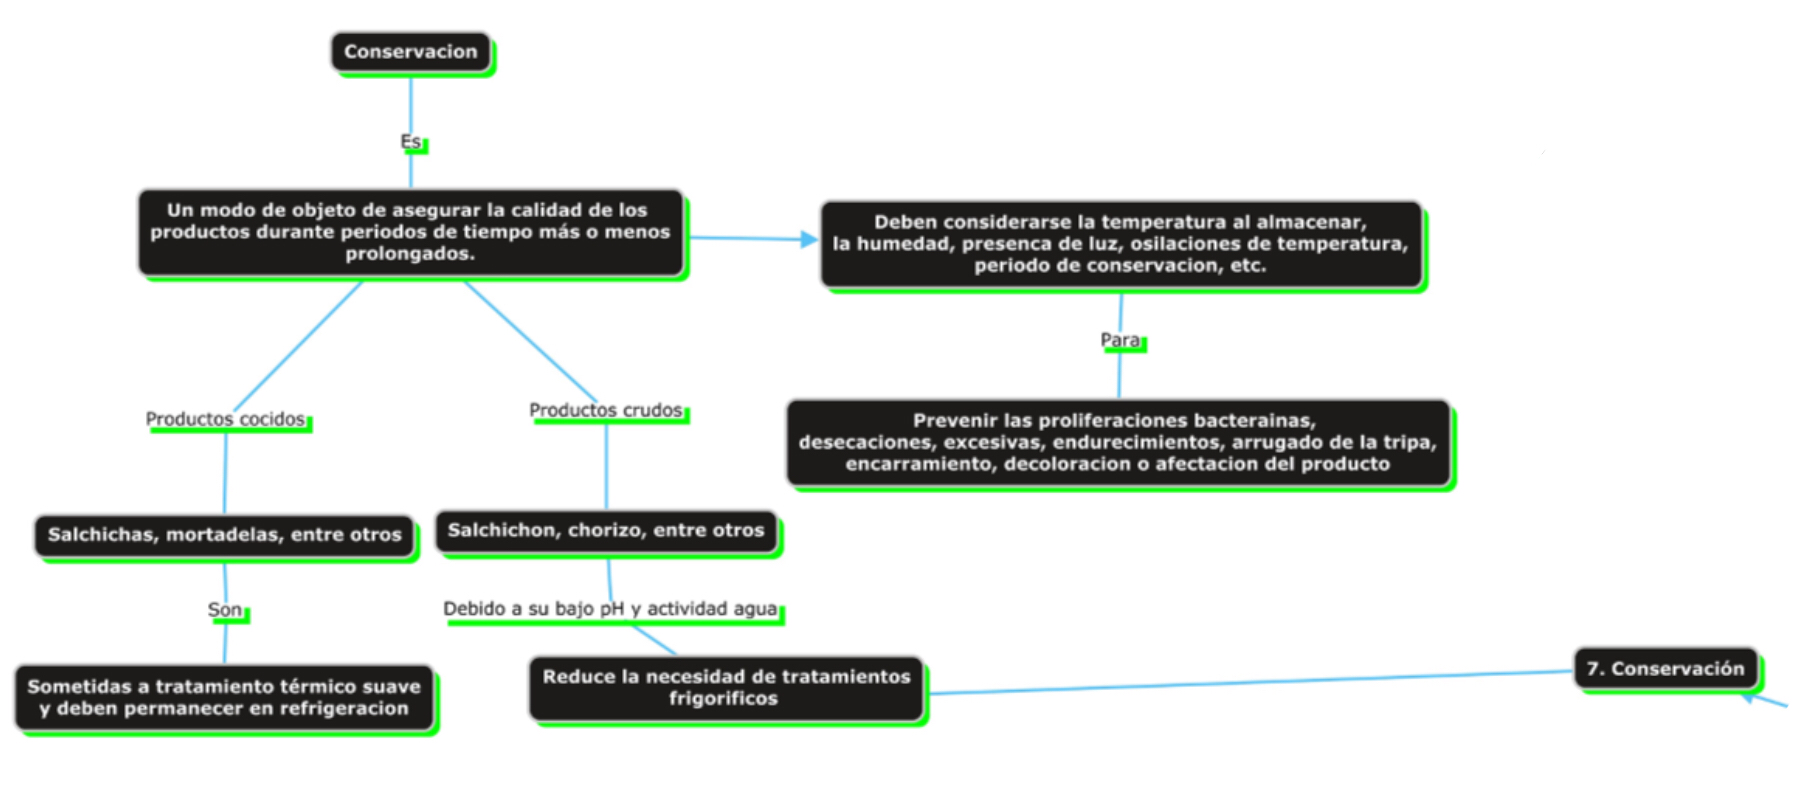 Conservacion
Es
Un modo de objeto de asegurar la calidad de los
productos durante periodos de tiempo más o menos
prolongados.
Deben considerarse la temperatura al almacenar,
la humedad, presenca de luz, osilaciones de temperatura,
periodo de conservacion, etc.
Para
Prevenir las proliferaciones bacterainas,
desecaciones, excesivas, endurecimientos, arrugado de la tripa,
encarramiento, decoloracion o afectacion del producto
Productos cocidos
Productos crudos
Salchichas, mortadelas, entre otros
Salchichon, chorizo, entre otros
Son
Debido a su bajo pH y actividad agua
Sometidas a tratamiento térmico suave
y deben permanecer en refrigeracion
Reduce la necesidad de tratamientos
frigorificos
7. Conservación